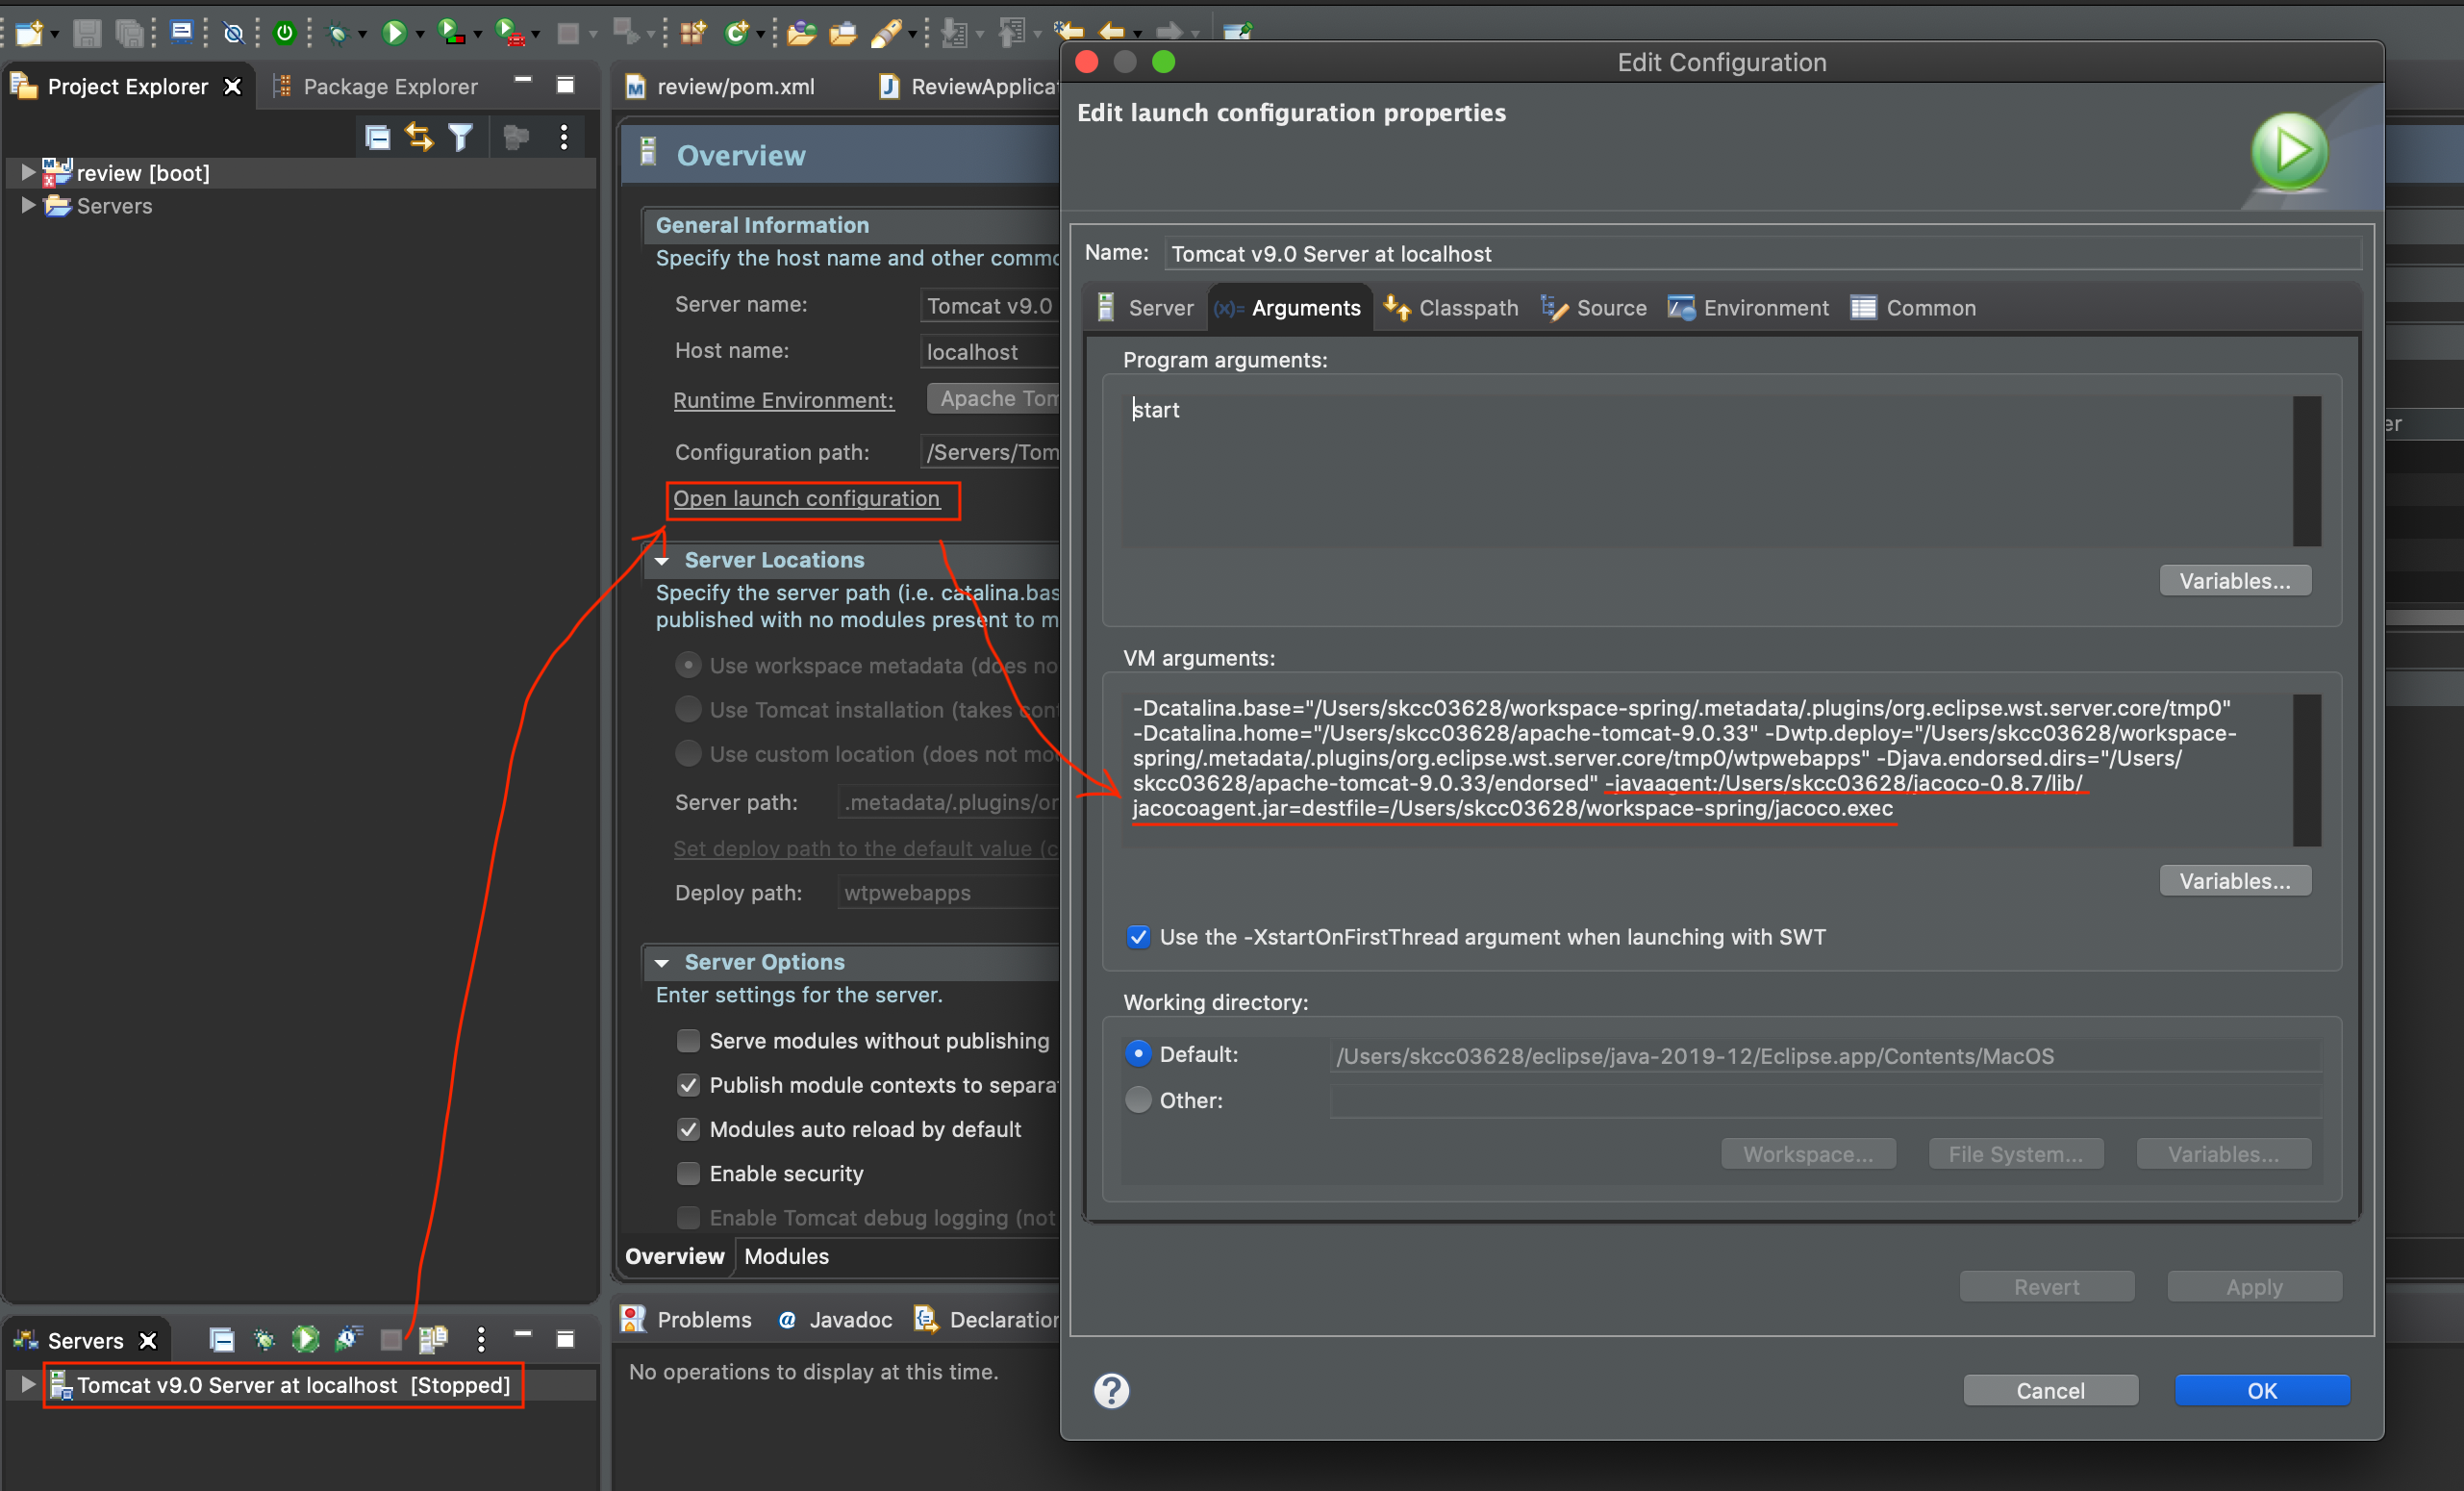 Project Explorer
Package Explorer
review [boot]
Servers
review/pom.xml
ReviewApplica
Overview
General Information
Specify the host name and other commo
Server name:
Tomcat v9.0
Host name:
localhost
Runtime Environment:
Apache Tom
Configuration path:
/Servers/Tom
Open launch configuration
Server Locations
Specify the server path (i.e. catalina.bas
published with no modules present to m
Use workspace metadata (does no
Use Tomcat installation (takes cont
Use custom location (does not mo
Server path:
.metadata/.plugins/or
Set deploy path to the default value (c
Deploy path:
wtpwebapps
Server Options
Enter settings for the server.
Serve modules without publishing
Publish module contexts to separat
Modules auto reload by default
Enable security
Enable Tomcat debug logging (not
Overview
Modules
Servers
Tomcat v9.0 Server at localhost [Stopped]
Problems
@ Javadoc
Declaration
No operations to display at this time.
Edit Configuration
Edit launch configuration properties
Name:
Tomcat v9.0 Server at localhost
Server
(x)= Arguments
Classpath
Source
Environment
Common
Program arguments:
start
Variables...
VM arguments:
-Dcatalina.base="/Users/skcc03628/workspace-spring/.metadata/.plugins/org.eclipse.wst.server.core/tmp0"
-Dcatalina.home="/Users/skcc03628/apache-tomcat-9.0.33" -Dwtp.deploy="/Users/skcc03628/workspace-
spring/.metadata/.plugins/org.eclipse.wst.server.core/tmp0/wtpwebapps" -Djava.endorsed.dirs="/Users/
skcc03628/apache-tomcat-9.0.33/endorsed" -javaagent:/Users/skcc03628/jacoco-0.8.7/lib/
jacocoagent.jar=destfile=/Users/skcc03628/workspace-spring/jacoco.exec
Variables...
Use the -XstartOnFirstThread argument when launching with SWT
Working directory:
Default:
/Users/skcc03628/eclipse/java-2019-12/Eclipse.app/Contents/MacOS
Other:
Workspace...
File System...
Variables...
Revert
Apply
?
Cancel
OK
er